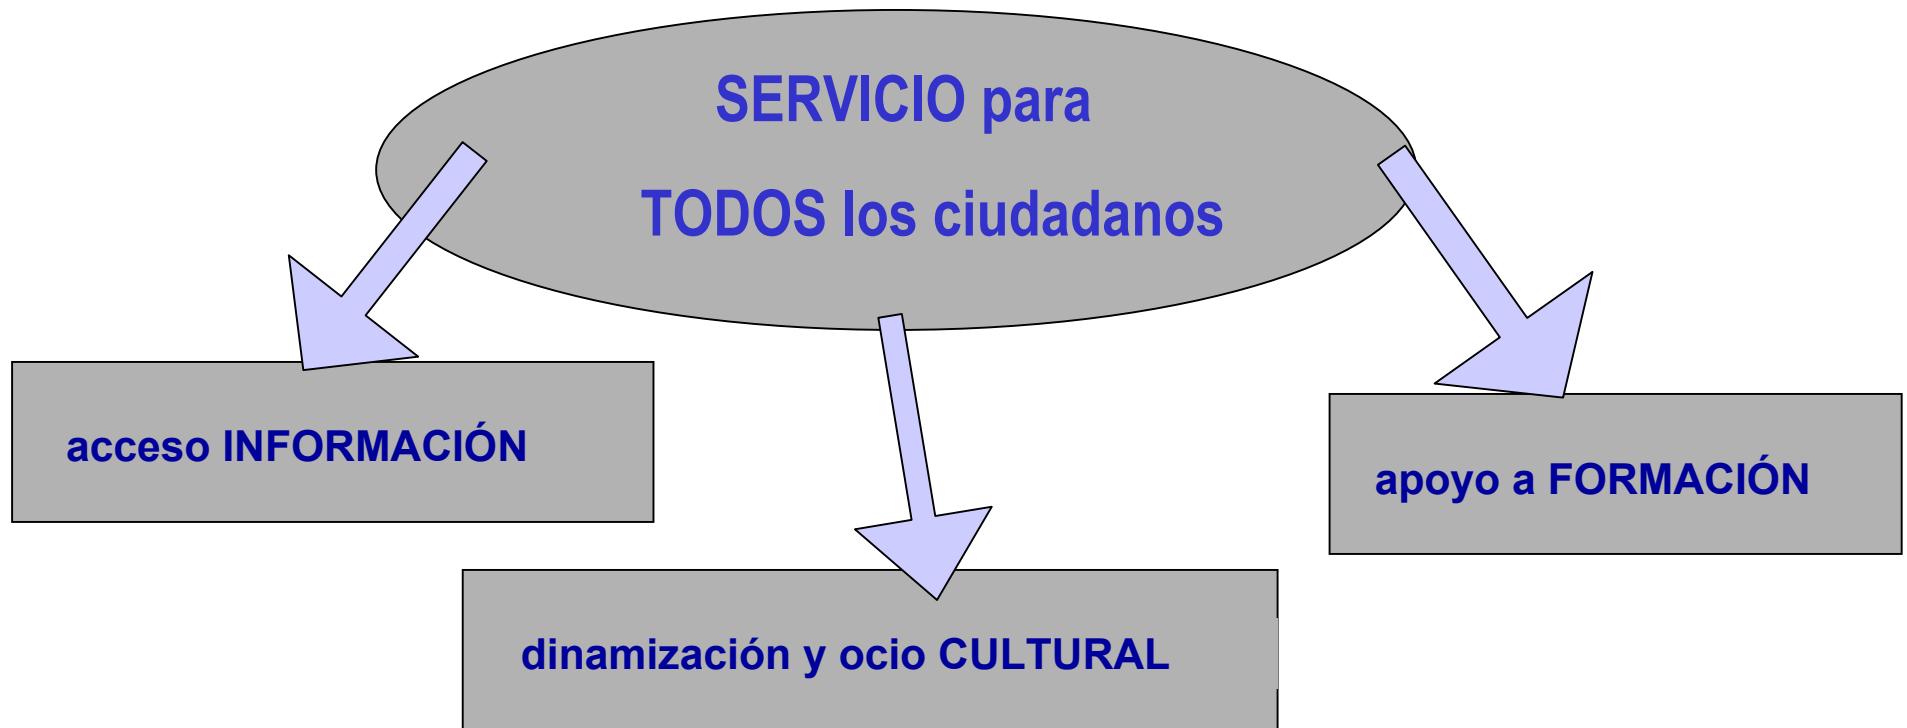 SERVICIO para
TODOS los ciudadanos
acceso INFORMACIÓN
apoyo a FORMACIÓN
dinamización y ocio CULTURAL